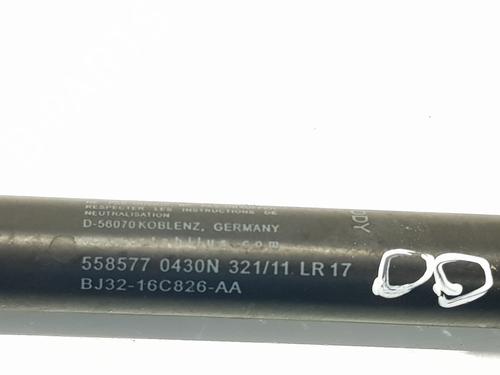 RESPECTER LES INSTRUCTIONS DE
NEUTRALISATION
D-56070 KOBLENZ, GERMANY
558577 0430N 321/11 LR 17
BJ32-16C826-AA